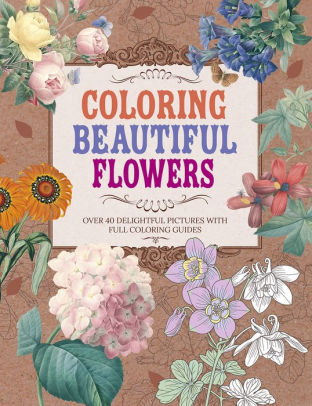 COLORING
BEAUTIFUL
FLOWERS
OVER 40 DELIGHTFUL PICTURES WITH
FULL COLORING GUIDES